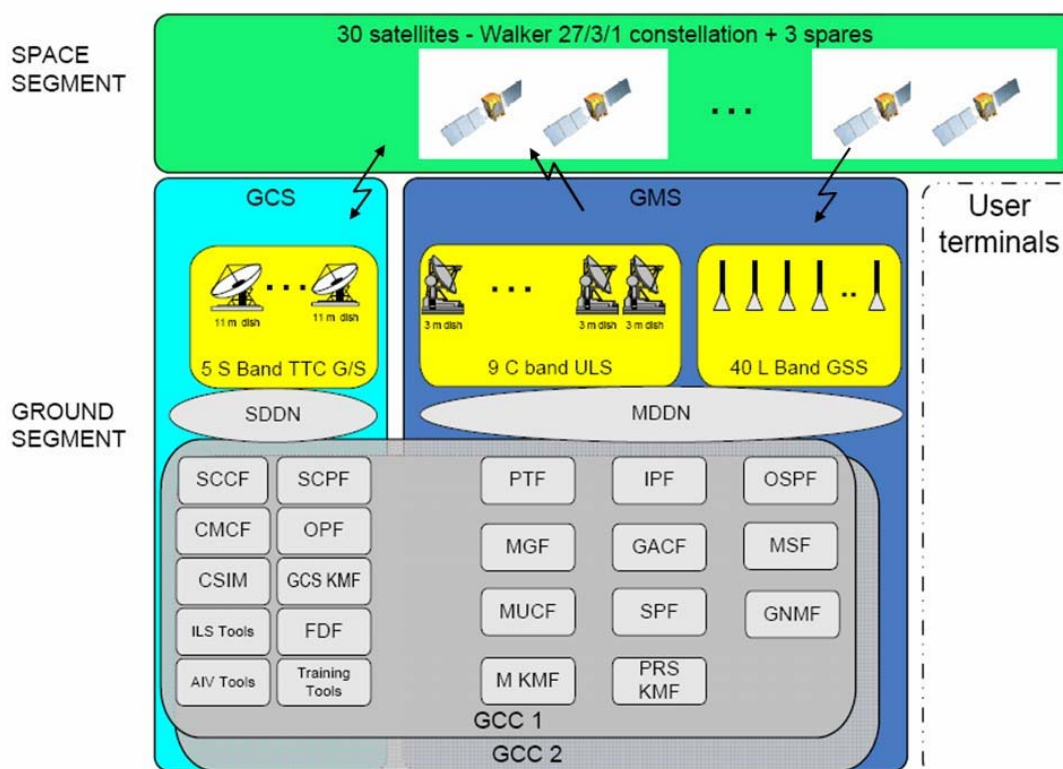 SPACE
SEGMENT
30 satellites - Walker 27/3/1 constellation + 3 spares
GCS
GMS
User
terminals
11 m dish
11 m dish
5 S Band TTC G/S
3 m dish
3 m dish
3 m dish
9 C band ULS
40 L Band GSS
GROUND
SEGMENT
SDDN
MDDN
SCCF
SCPF
PTF
IPF
OSPF
CMCF
OPF
MGF
GACF
MSF
CSIM
GCS KMF
MUCF
SPF
GNMF
ILS Tools
FDF
AIV Tools
Training
Tools
M KMF
PRS
KMF
GCC 1
GCC 2